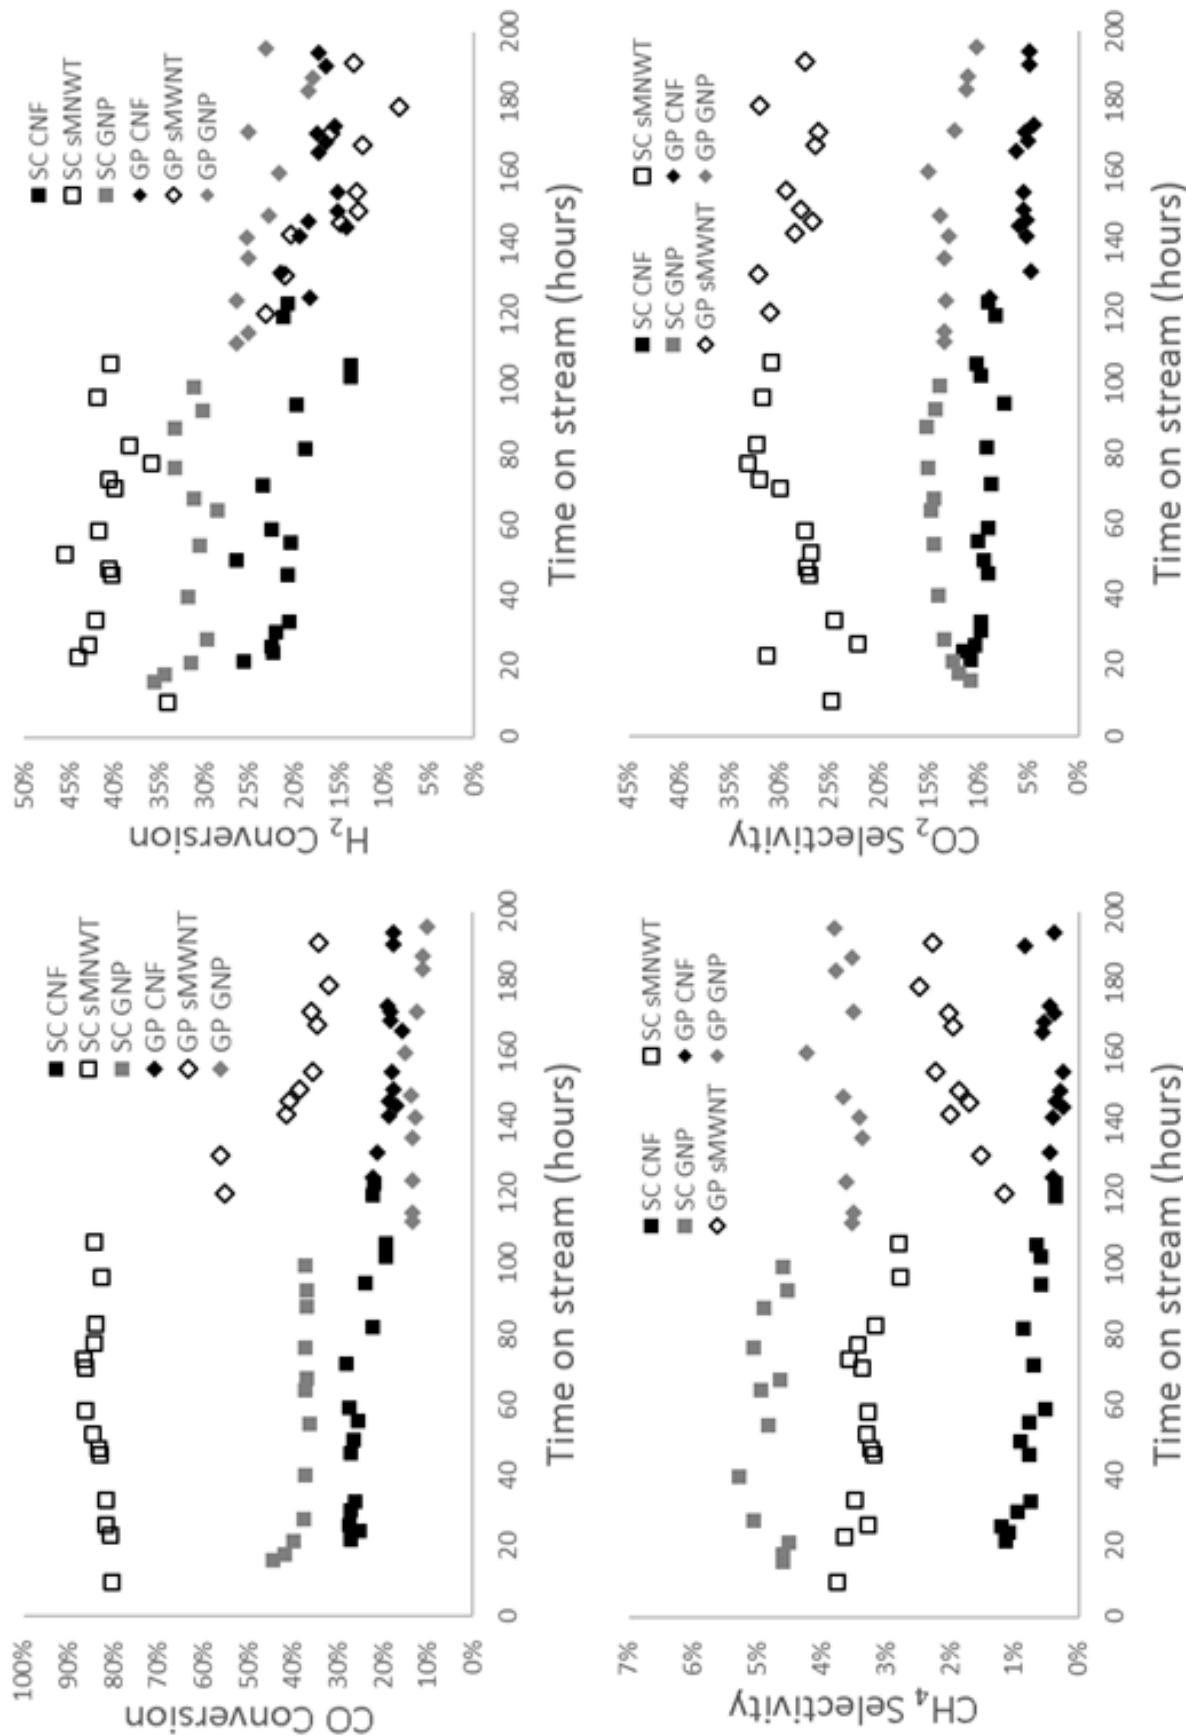 100%
90%
80%
70%
60%
50%
40%
30%
20%
10%
0%
CO Conversion
0 20 40 60 80 100 120 140 160 180 200
Time on stream (hours)
SC CNF
SC sMNWT
SC GNP
GP CNF
GP sMWNT
GP GNP
50%
45%
40%
35%
30%
25%
20%
15%
10%
5%
0%
H2 Conversion
0 20 40 60 80 100 120 140 160 180 200
Time on stream (hours)
SC CNF
SC sMNWT
SC GNP
GP CNF
GP sMWNT
GP GNP
7%
6%
5%
4%
3%
2%
1%
0%
CH4 Selectivity
0 20 40 60 80 100 120 140 160 180 200
Time on stream (hours)
SC CNF SC sMNWT
SC GNP GP CNF
GP sMWNT GP GNP
45%
40%
35%
30%
25%
20%
15%
10%
5%
0%
CO2 Selectivity
0 20 40 60 80 100 120 140 160 180 200
Time on stream (hours)
SC CNF SC sMNWT
SC GNP GP CNF
GP sMWNT GP GNP